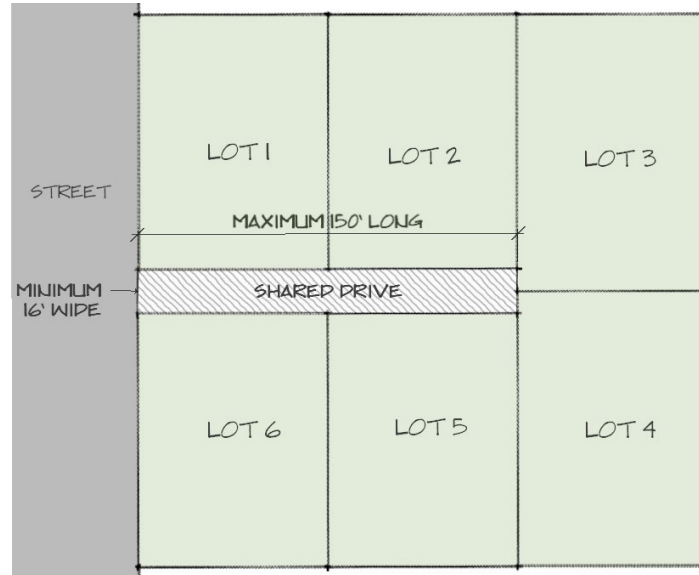 LOT 1
LOT 2
LOT 3
STREET
MAXIMUM 150' LONG
MINIMUM
16' WIDE
SHARED DRIVE
LOT 6
LOT 5
LOT 4